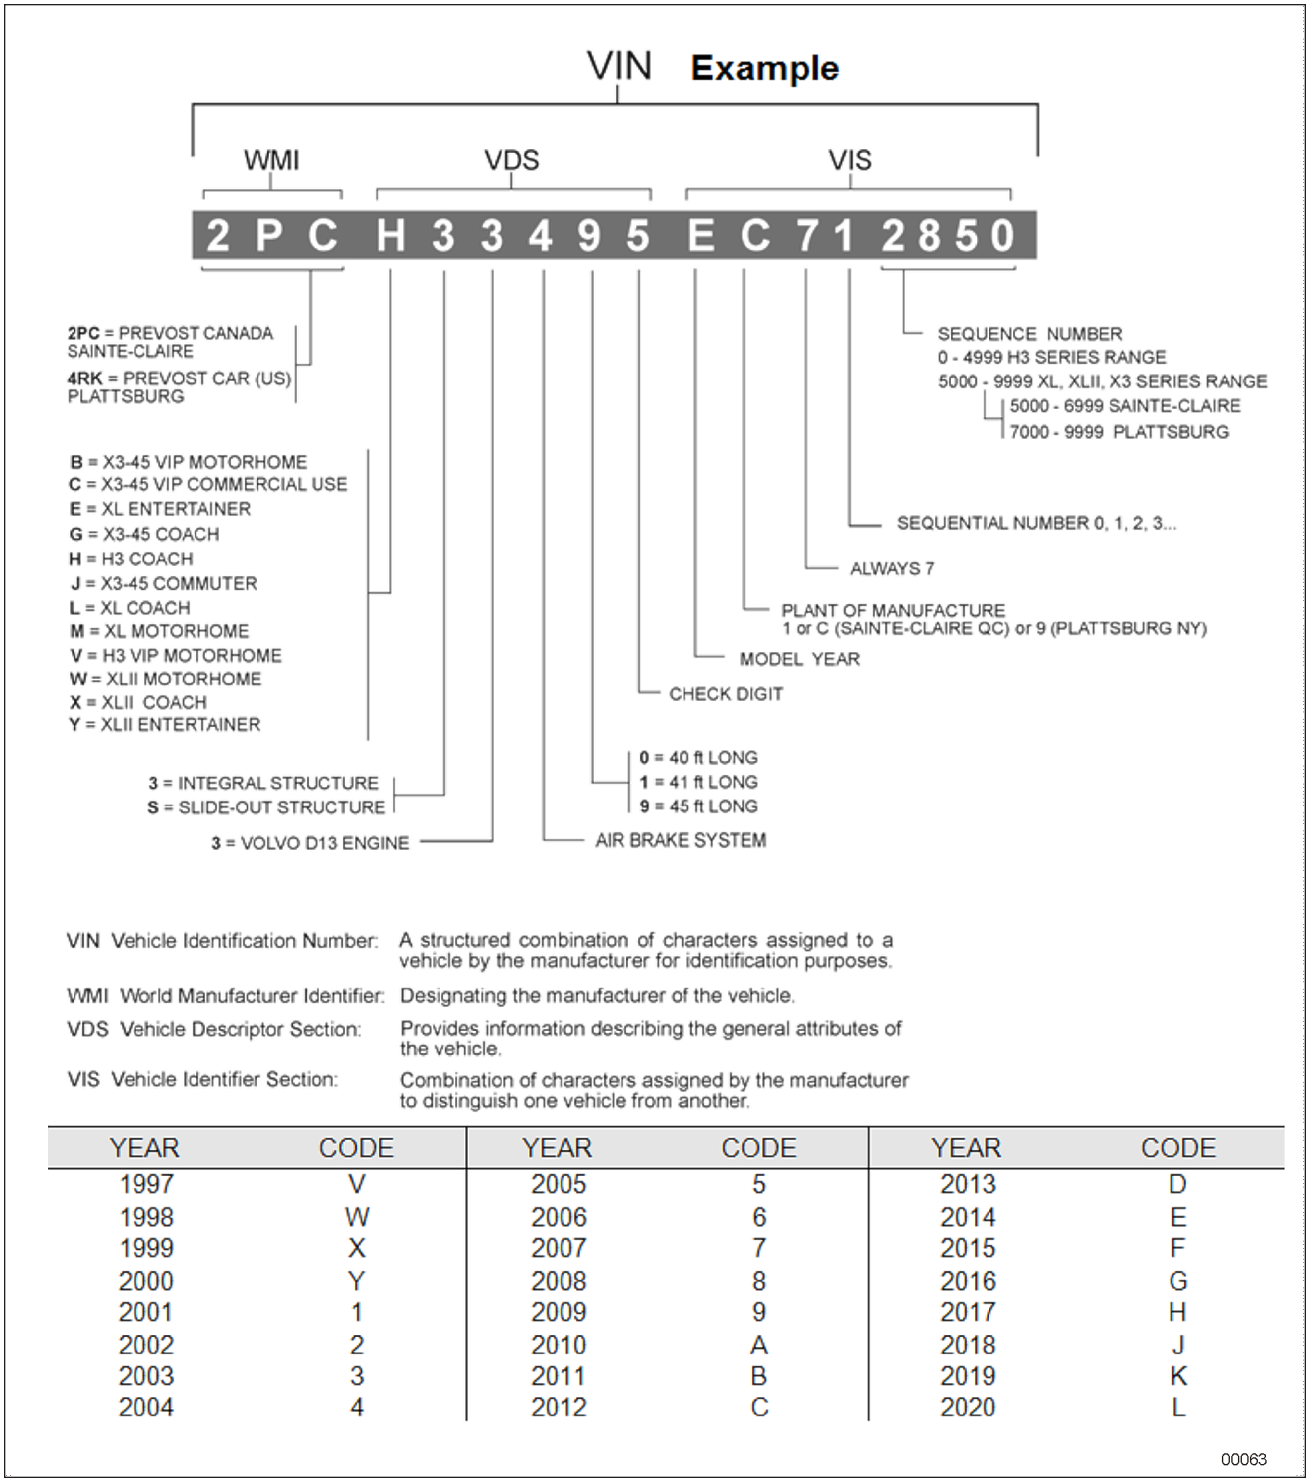 VIN Example
WMI VDS VIS
2 P C H 3 3 4 9 5 E C 7 1 2 8 5 0
2PC = PREVOST CANADA
SAINTE-CLAIRE
4RK = PREVOST CAR (US)
PLATTSBURG
SEQUENCE NUMBER
0 - 4999 H3 SERIES RANGE
5000 - 9999 XL, XLII, X3 SERIES RANGE
5000 - 6999 SAINTE-CLAIRE
7000 - 9999 PLATTSBURG
B = X3-45 VIP MOTORHOME
C = X3-45 VIP COMMERCIAL USE
E = XL ENTERTAINER
G = X3-45 COACH
H = H3 COACH
J = X3-45 COMMUTER
L = XL COACH
M = XL MOTORHOME
V = H3 VIP MOTORHOME
W = XLII MOTORHOME
X = XLII COACH
Y = XLII ENTERTAINER
SEQUENTIAL NUMBER 0, 1, 2, 3...
ALWAYS 7
PLANT OF MANUFACTURE
1 or C (SAINTE-CLAIRE QC) or 9 (PLATTSBURG NY)
MODEL YEAR
CHECK DIGIT
0 = 40 ft LONG
1 = 41 ft LONG
9 = 45 ft LONG
3 = INTEGRAL STRUCTURE
S = SLIDE-OUT STRUCTURE
3 = VOLVO D13 ENGINE
AIR BRAKE SYSTEM
VIN Vehicle Identification Number: A structured combination of characters assigned to a
vehicle by the manufacturer for identification purposes.
WMI World Manufacturer Identifier: Designating the manufacturer of the vehicle.
VDS Vehicle Descriptor Section: Provides information describing the general attributes of
the vehicle.
VIS Vehicle Identifier Section: Combination of characters assigned by the manufacturer
to distinguish one vehicle from another.
YEAR CODE YEAR CODE YEAR CODE
1997 V 2005 5 2013 D
1998 W 2006 6 2014 E
1999 X 2007 7 2015 F
2000 Y 2008 8 2016 G
2001 1 2009 9 2017 H
2002 2 2010 A 2018 J
2003 3 2011 B 2019 K
2004 4 2012 C 2020 L
00063